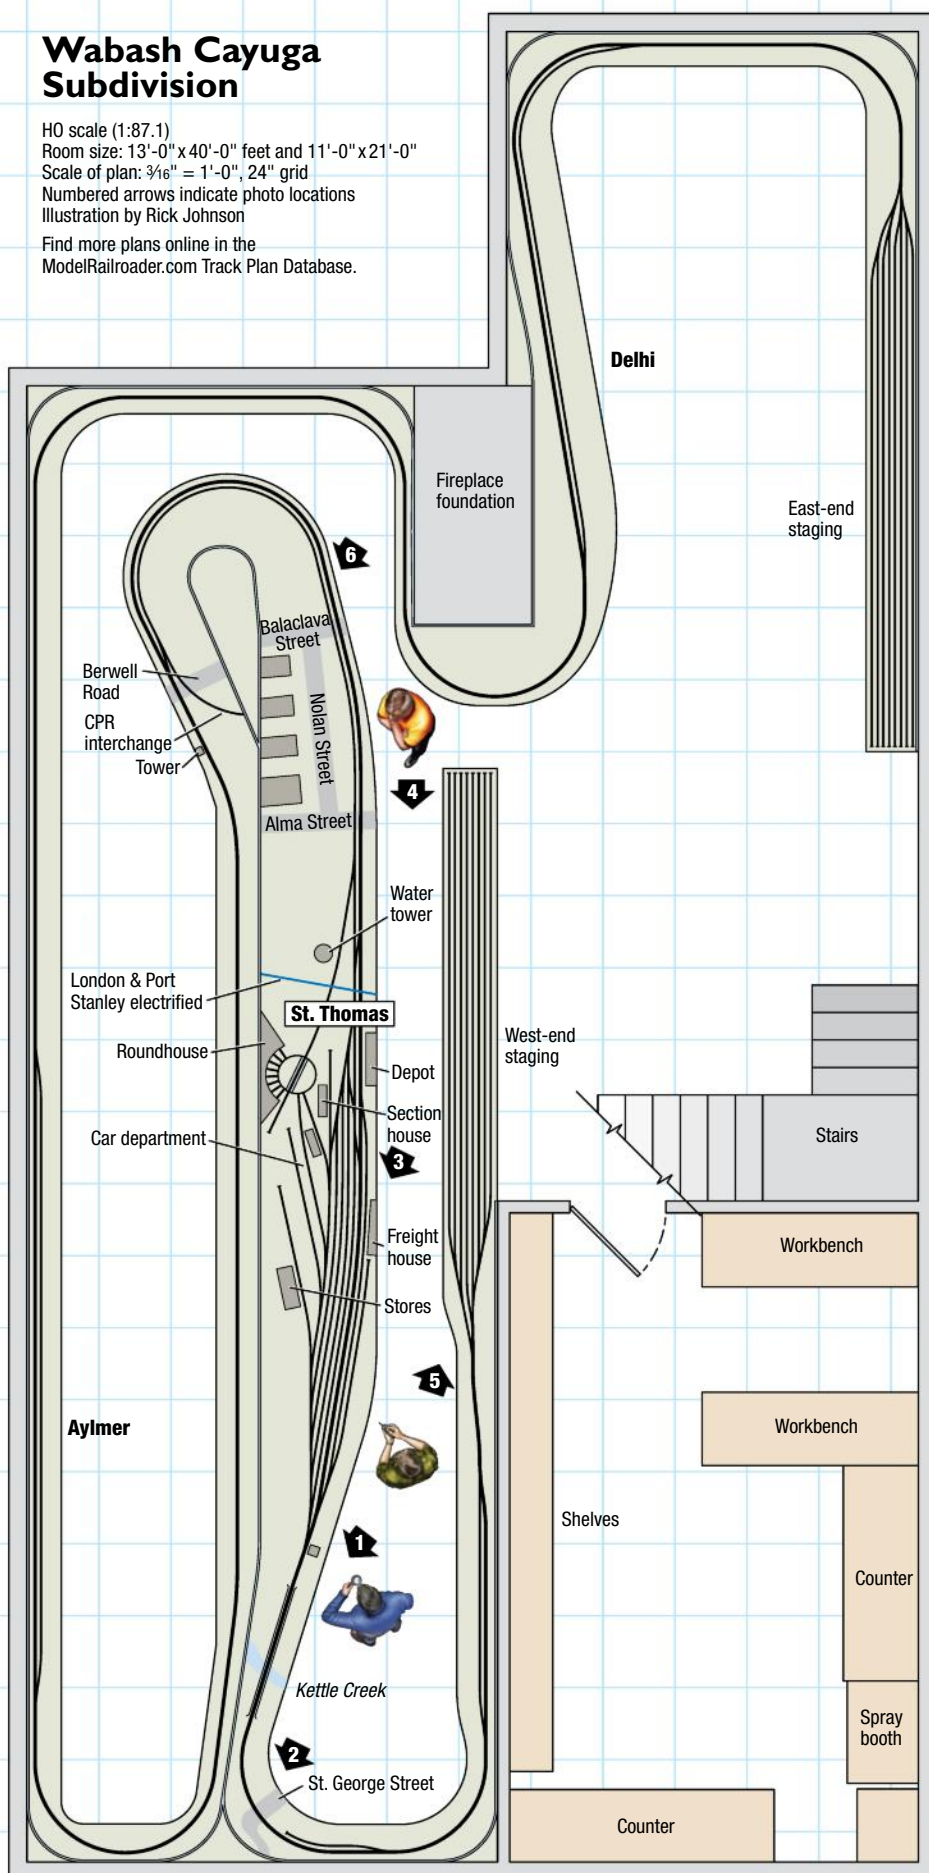 Wabash Cayuga
Subdivision
HO scale (1:87.1)
Room size: 13'-0" x 40'-0" feet and 11'-0" x 21'-0"
Scale of plan: 3⁄16" = 1'-0", 24" grid
Numbered arrows indicate photo locations
Illustration by Rick Johnson
Find more plans online in the
ModelRailroader.com Track Plan Database.
Delhi
Fireplace
foundation
East-end
staging
6
Balaclava
Street
Berwell
Road
Nolan Street
CPR
interchange
Tower
4
Alma Street
Water
tower
London & Port
Stanley electrified
St. Thomas
Roundhouse
West-end
staging
Depot
Section
house
Car department
Stairs
3
Freight
house
Workbench
Stores
5
Aylmer
Workbench
Shelves
1
Counter
Kettle Creek
Spray
booth
2
St. George Street
Counter